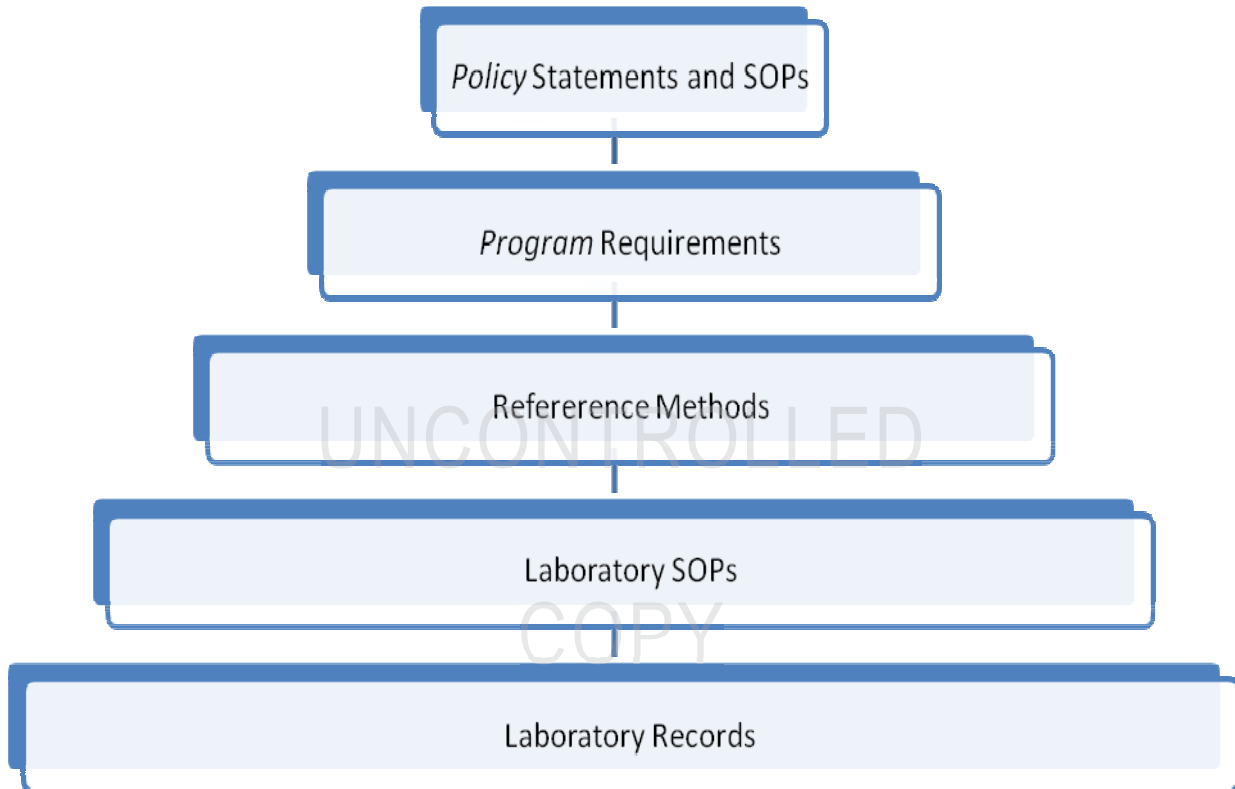 Policy Statements and SOPs
Program Requirements
Refererence Methods
UNCONTROLLED
Laboratory SOPs
COPY
Laboratory Records